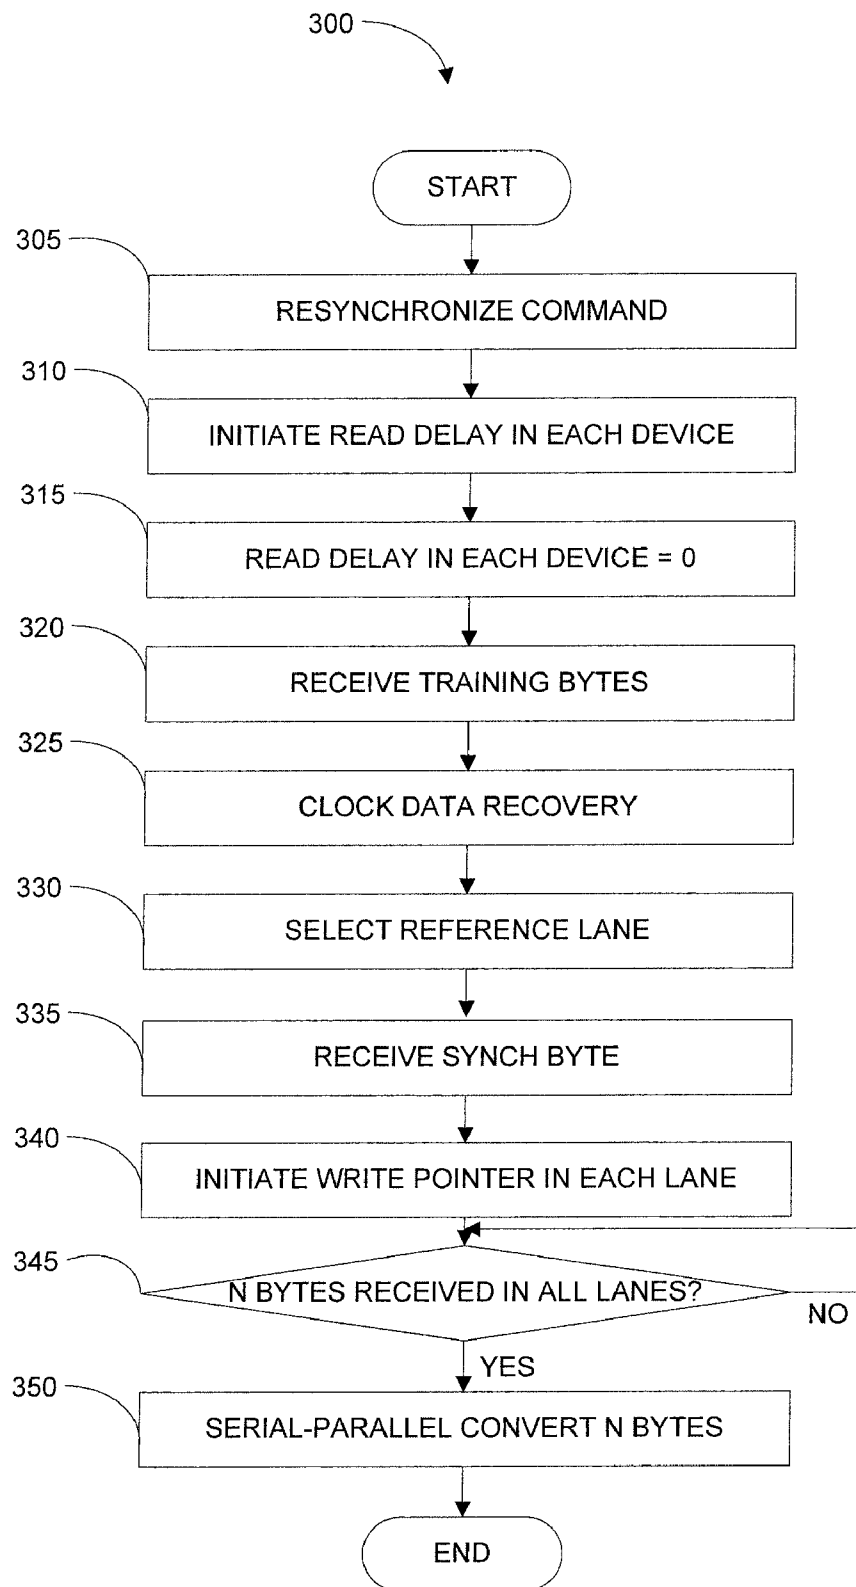 300
START
305
RESYNCHRONIZE COMMAND
310
INITIATE READ DELAY IN EACH DEVICE
315
READ DELAY IN EACH DEVICE = 0
320
RECEIVE TRAINING BYTES
325
CLOCK DATA RECOVERY
330
SELECT REFERENCE LANE
335
RECEIVE SYNCH BYTE
340
INITIATE WRITE POINTER IN EACH LANE
345
N BYTES RECEIVED IN ALL LANES?
NO
YES
350
SERIAL-PARALLEL CONVERT N BYTES
END